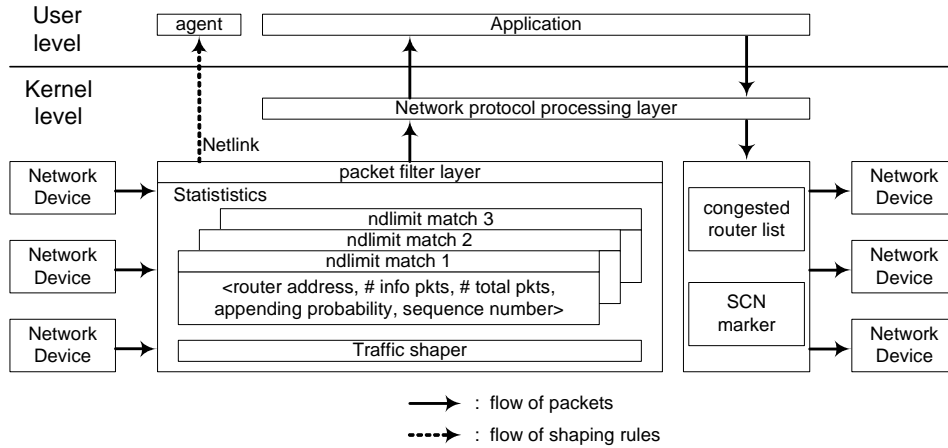 User
level
agent
Application
Kernel
level
Network protocol processing layer
Netlink
Network
Device
Network
Device
Network
Device
packet filter layer
Statististics
ndlimit match 3
ndlimit match 2
ndlimit match 1
<router address, # info pkts, # total pkts,
appending probability, sequence number>
Traffic shaper
congested
router list
SCN
marker
Network
Device
Network
Device
Network
Device
: flow of packets
: flow of shaping rules